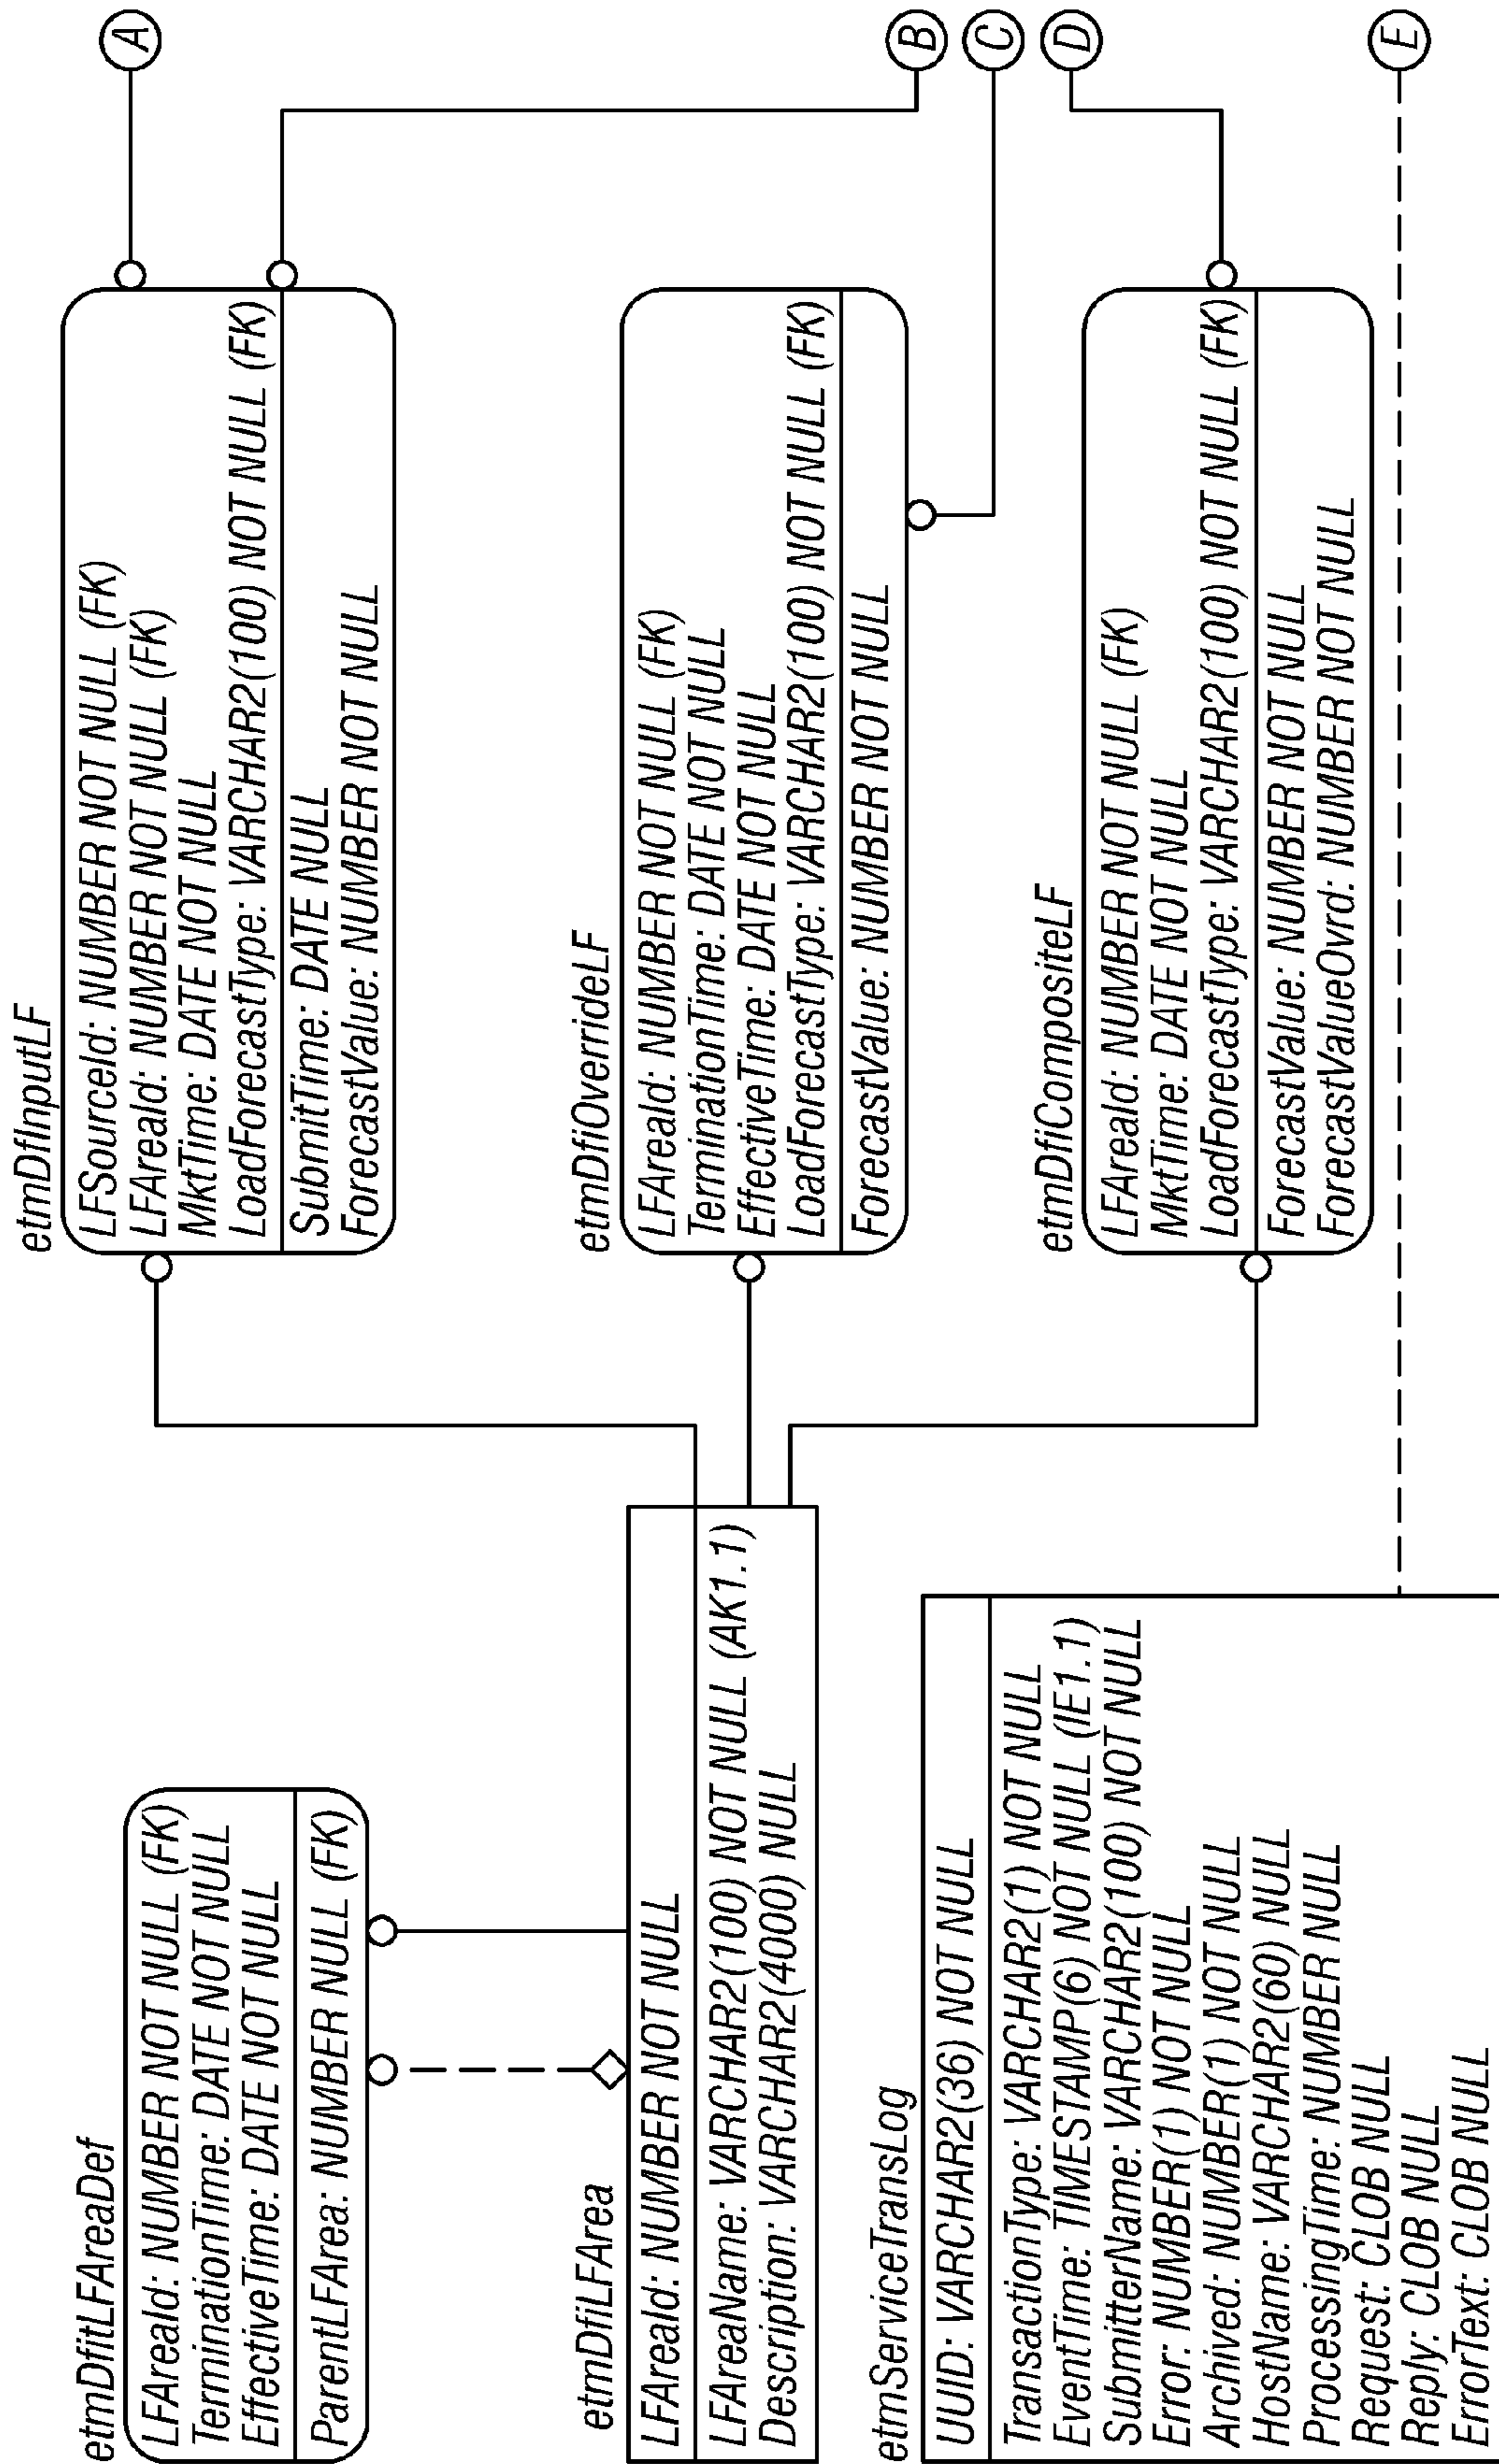 etmDfitLFAreaDef
LFAreaId: NUMBER NOT NULL (FK)
TerminationTime: DATE NOT NULL
EffectiveTime: DATE NOT NULL
ParentLFArea: NUMBER NULL (FK)
etmDfiLFArea
LFAreaId: NUMBER NOT NULL
LFAreaName: VARCHAR2(100) NOT NULL (AK1.1)
Description: VARCHAR2(4000) NULL
etmServiceTransLog
UUID: VARCHAR2(36) NOT NULL
TransactionType: VARCHAR2(1) NOT NULL
EventTime: TIMESTAMP(6) NOT NULL (IE1.1)
SubmitterName: VARCHAR2(100) NOT NULL
Error: NUMBER(1) NOT NULL
Archived: NUMBER(1) NOT NULL
HostName: VARCHAR2(60) NULL
ProcessingTime: NUMBER NULL
Request: CLOB NULL
Reply: CLOB NULL
ErrorText: CLOB NULL
etmDfiInputLF
LFSourceId: NUMBER NOT NULL (FK)
LFAreaId: NUMBER NOT NULL (FK)
MktTime: DATE NOT NULL
LoadForecastType: VARCHAR2(100) NOT NULL (FK)
SubmitTime: DATE NULL
ForecastValue: NUMBER NOT NULL
etmDfiOverrideLF
LFAreaId: NUMBER NOT NULL (FK)
TerminationTime: DATE NOT NULL
EffectiveTime: DATE NOT NULL
LoadForecastType: VARCHAR2(100) NOT NULL (FK)
ForecastValue: NUMBER NOT NULL
etmDfiCompositeLF
LFAreaId: NUMBER NOT NULL (FK)
MktTime: DATE NOT NULL
LoadForecastType: VARCHAR2(100) NOT NULL (FK)
ForecastValue: NUMBER NOT NULL
ForecastValueOvrd: NUMBER NOT NULL
A
B
C
D
E